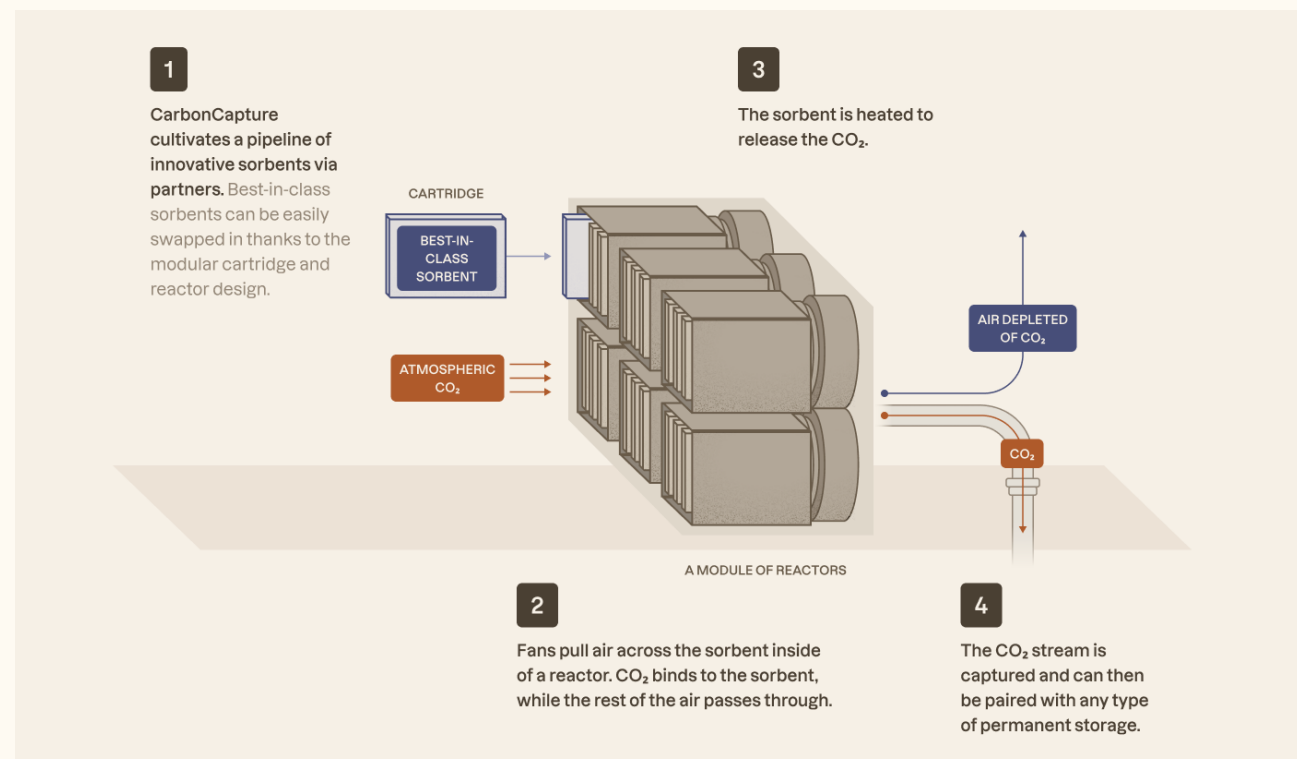 1
CarbonCapture
cultivates a pipeline of
innovative sorbents via
partners. Best-in-class
sorbents can be easily
swapped in thanks to the
modular cartridge and
reactor design.
CARTRIDGE
BEST-IN-
CLASS
SORBENT
ATMOSPHERIC
CO₂
A MODULE OF REACTORS
2
Fans pull air across the sorbent inside
of a reactor. CO₂ binds to the sorbent,
while the rest of the air passes through.
3
The sorbent is heated to
release the CO₂.
AIR DEPLETED
OF CO₂
CO₂
4
The CO₂ stream is
captured and can then
be paired with any type
of permanent storage.